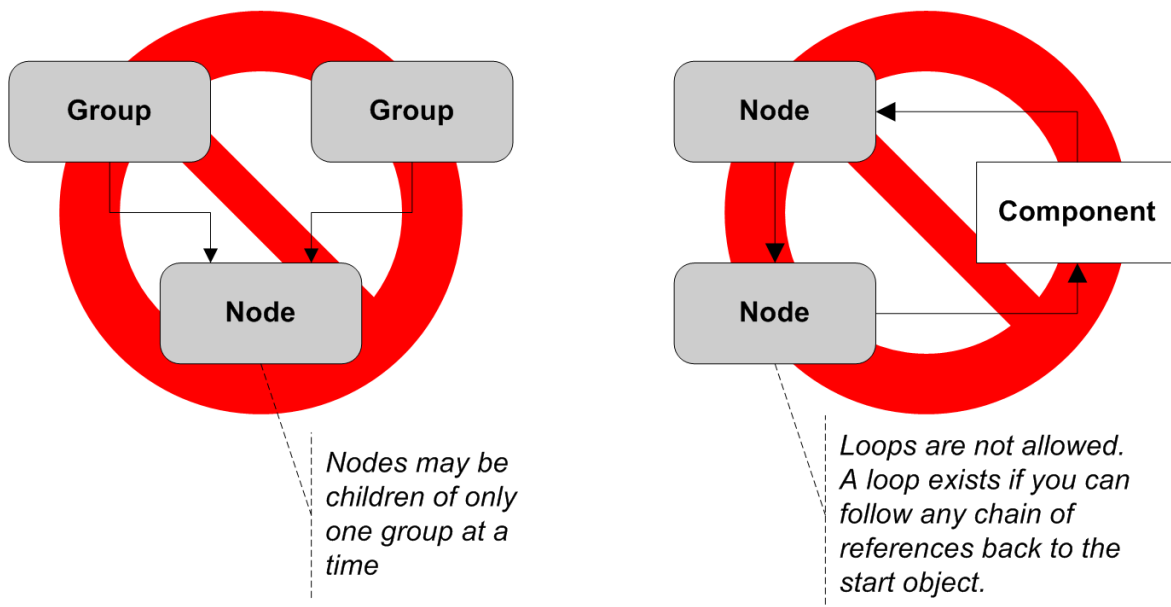 Group
Group
Node
Nodes may be
children of only
one group at a
time
Node
Component
Node
Loops are not allowed.
A loop exists if you can
follow any chain of
references back to the
start object.